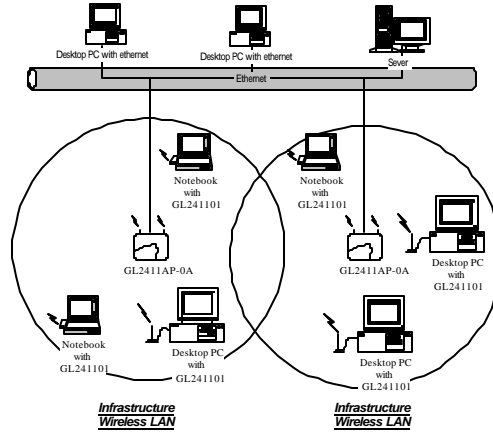 Desktop PC with ethernet
Desktop PC with ethernet
Sever
Ethernet
Notebook
with
GL241101
Notebook
with
GL241101
GL2411AP-0A
GL2411AP-0A
Desktop PC
with
GL241101
Notebook
with
GL241101
Desktop PC
with
GL241101
Desktop PC
with
GL241101
Infrastructure
Wireless LAN
Infrastructure
Wireless LAN